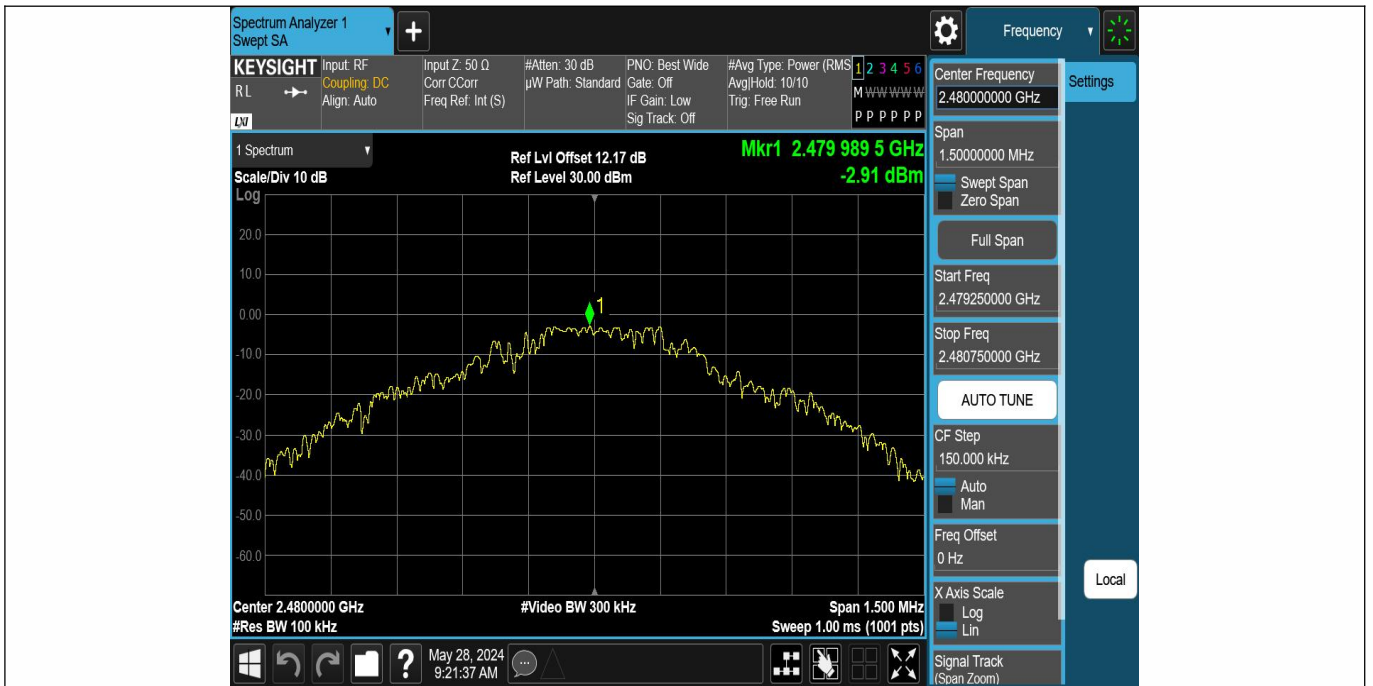 Spectrum Analyzer 1
Swept SA
+
Frequency
KEYSIGHT
RL
LXI
Input: RF
Coupling: DC
Align: Auto
Input Z: 50 Ω
Corr CCorr
Freq Ref: Int (S)
#Atten: 30 dB
µW Path: Standard
PNO: Best Wide
Gate: Off
IF Gain: Low
Sig Track: Off
#Avg Type: Power (RMS
Avg|Hold: 10/10
Trig: Free Run
1 2 3 4 5 6
M W W W W W
P P P P P P
Center Frequency
2.480000000 GHz
Settings
Span
1.50000000 MHz
Swept Span
Zero Span
Full Span
Start Freq
2.479250000 GHz
Stop Freq
2.480750000 GHz
AUTO TUNE
CF Step
150.000 kHz
Auto
Man
Freq Offset
0 Hz
X Axis Scale
Log
Lin
Signal Track
(Span Zoom)
Local
1 Spectrum
Scale/Div 10 dB
Log
Ref Lvl Offset 12.17 dB
Ref Level 30.00 dBm
Mkr1 2.479 989 5 GHz
-2.91 dBm
20.0
10.0
0.00
-10.0
-20.0
-30.0
-40.0
-50.0
-60.0
1
Center 2.4800000 GHz
#Res BW 100 kHz
#Video BW 300 kHz
Span 1.500 MHz
Sweep 1.00 ms (1001 pts)
?
May 28, 2024
9:21:37 AM